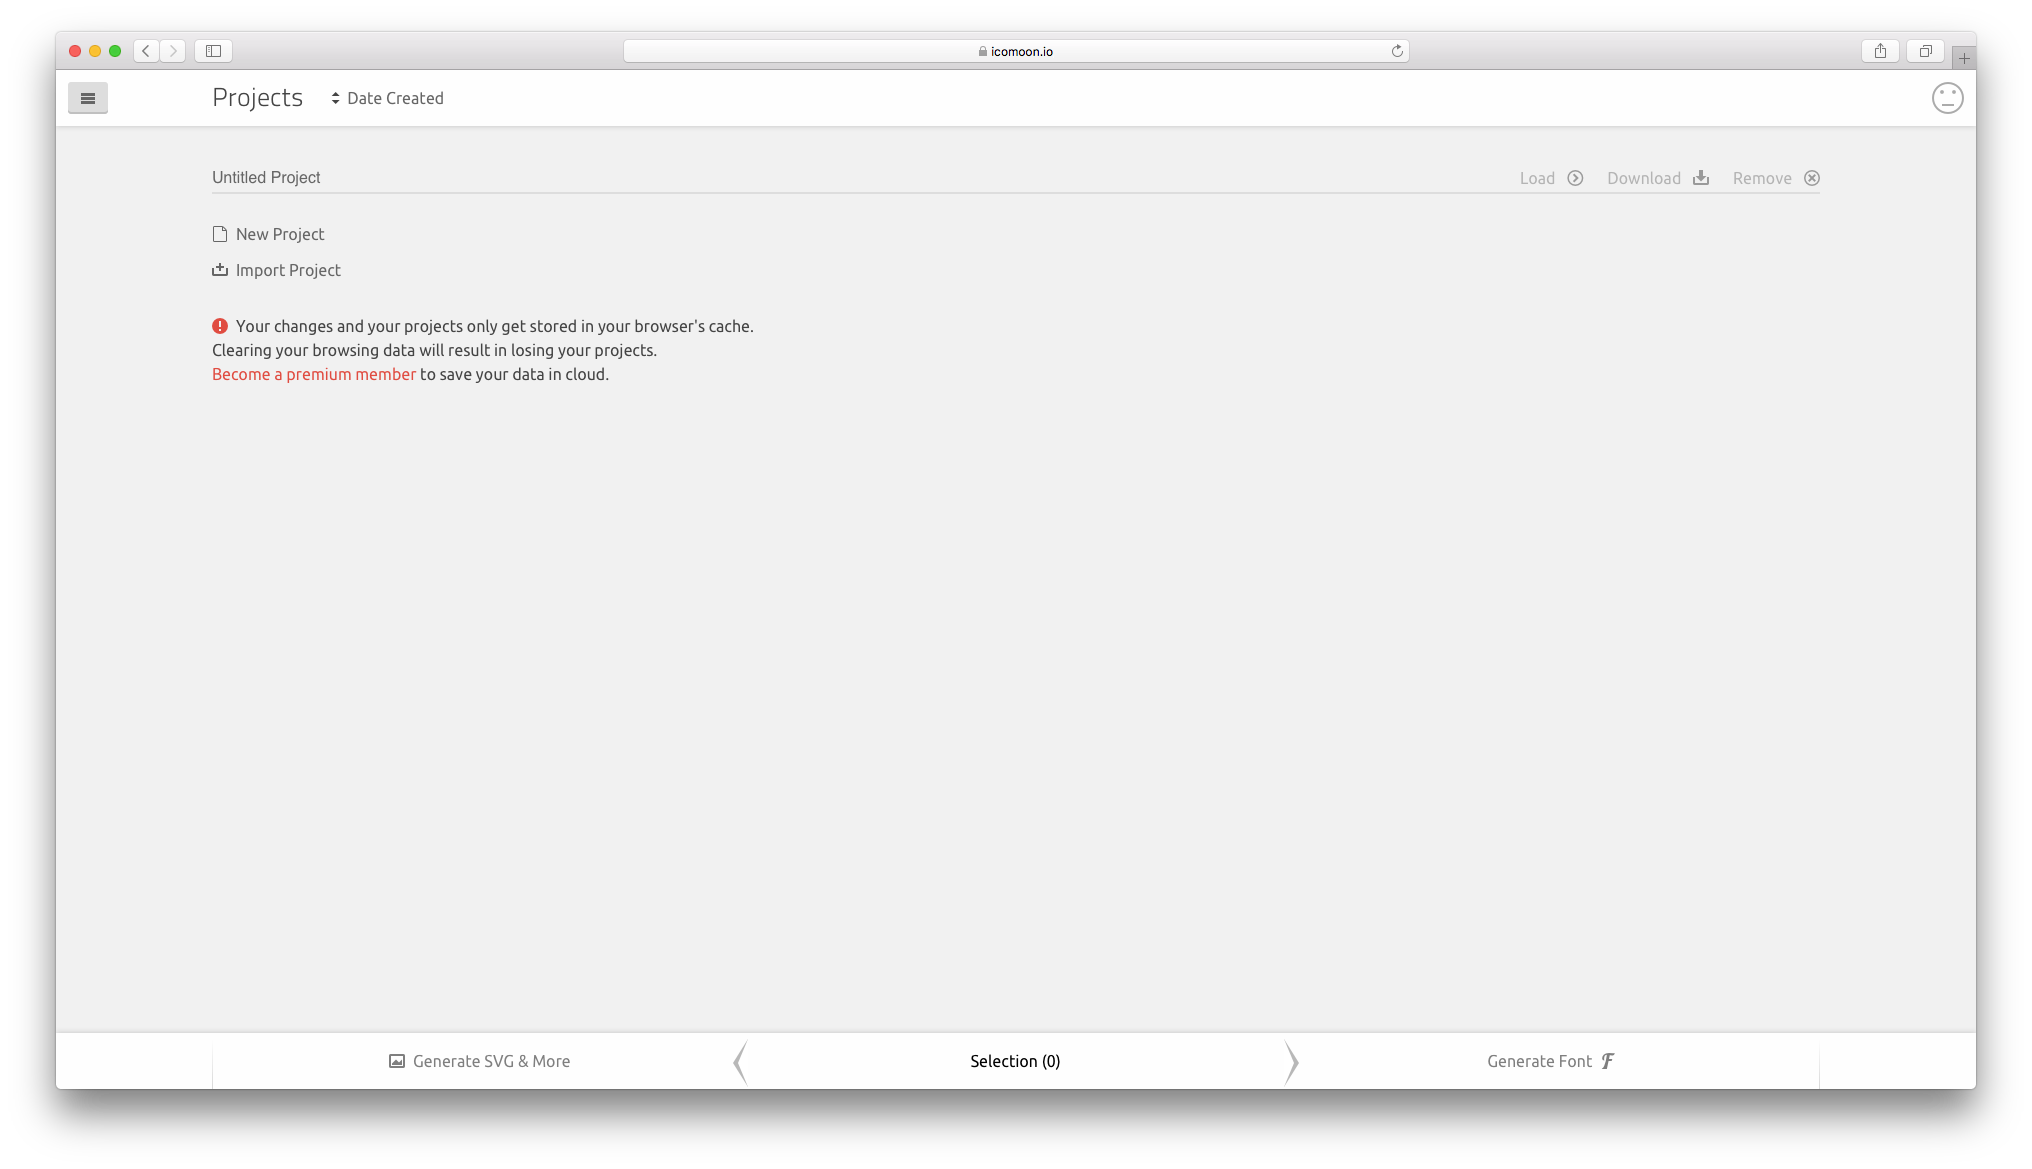 icomoon.io
Projects Date Created
Untitled Project Load Download Remove
New Project
Import Project
Your changes and your projects only get stored in your browser's cache.
Clearing your browsing data will result in losing your projects.
Become a premium member to save your data in cloud.
Generate SVG & More Selection (0) Generate Font